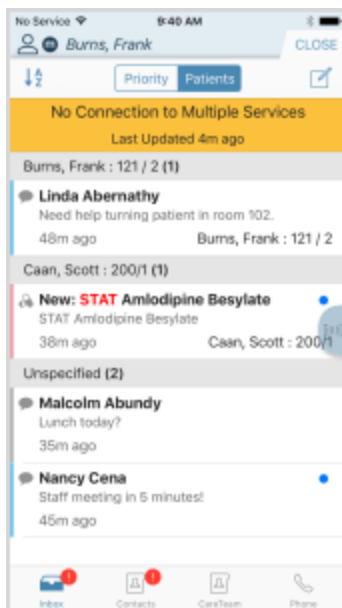 No Service 9:40 AM
Burns, Frank CLOSE
Priority Patients
No Connection to Multiple Services
Last Updated 4m ago
Burns, Frank : 121 / 2 (1)
Linda Abernathy
Need help turning patient in room 102.
48m ago Burns, Frank : 121 / 2
Caan, Scott : 200/1 (1)
New: STAT Amlodipine Besylate
STAT Amlodipine Besylate
38m ago Caan, Scott : 200/1
Unspecified (2)
Malcolm Abundy
Lunch today?
35m ago
Nancy Cena
Staff meeting in 5 minutes!
45m ago
Inbox Contacts CareTeam Phone